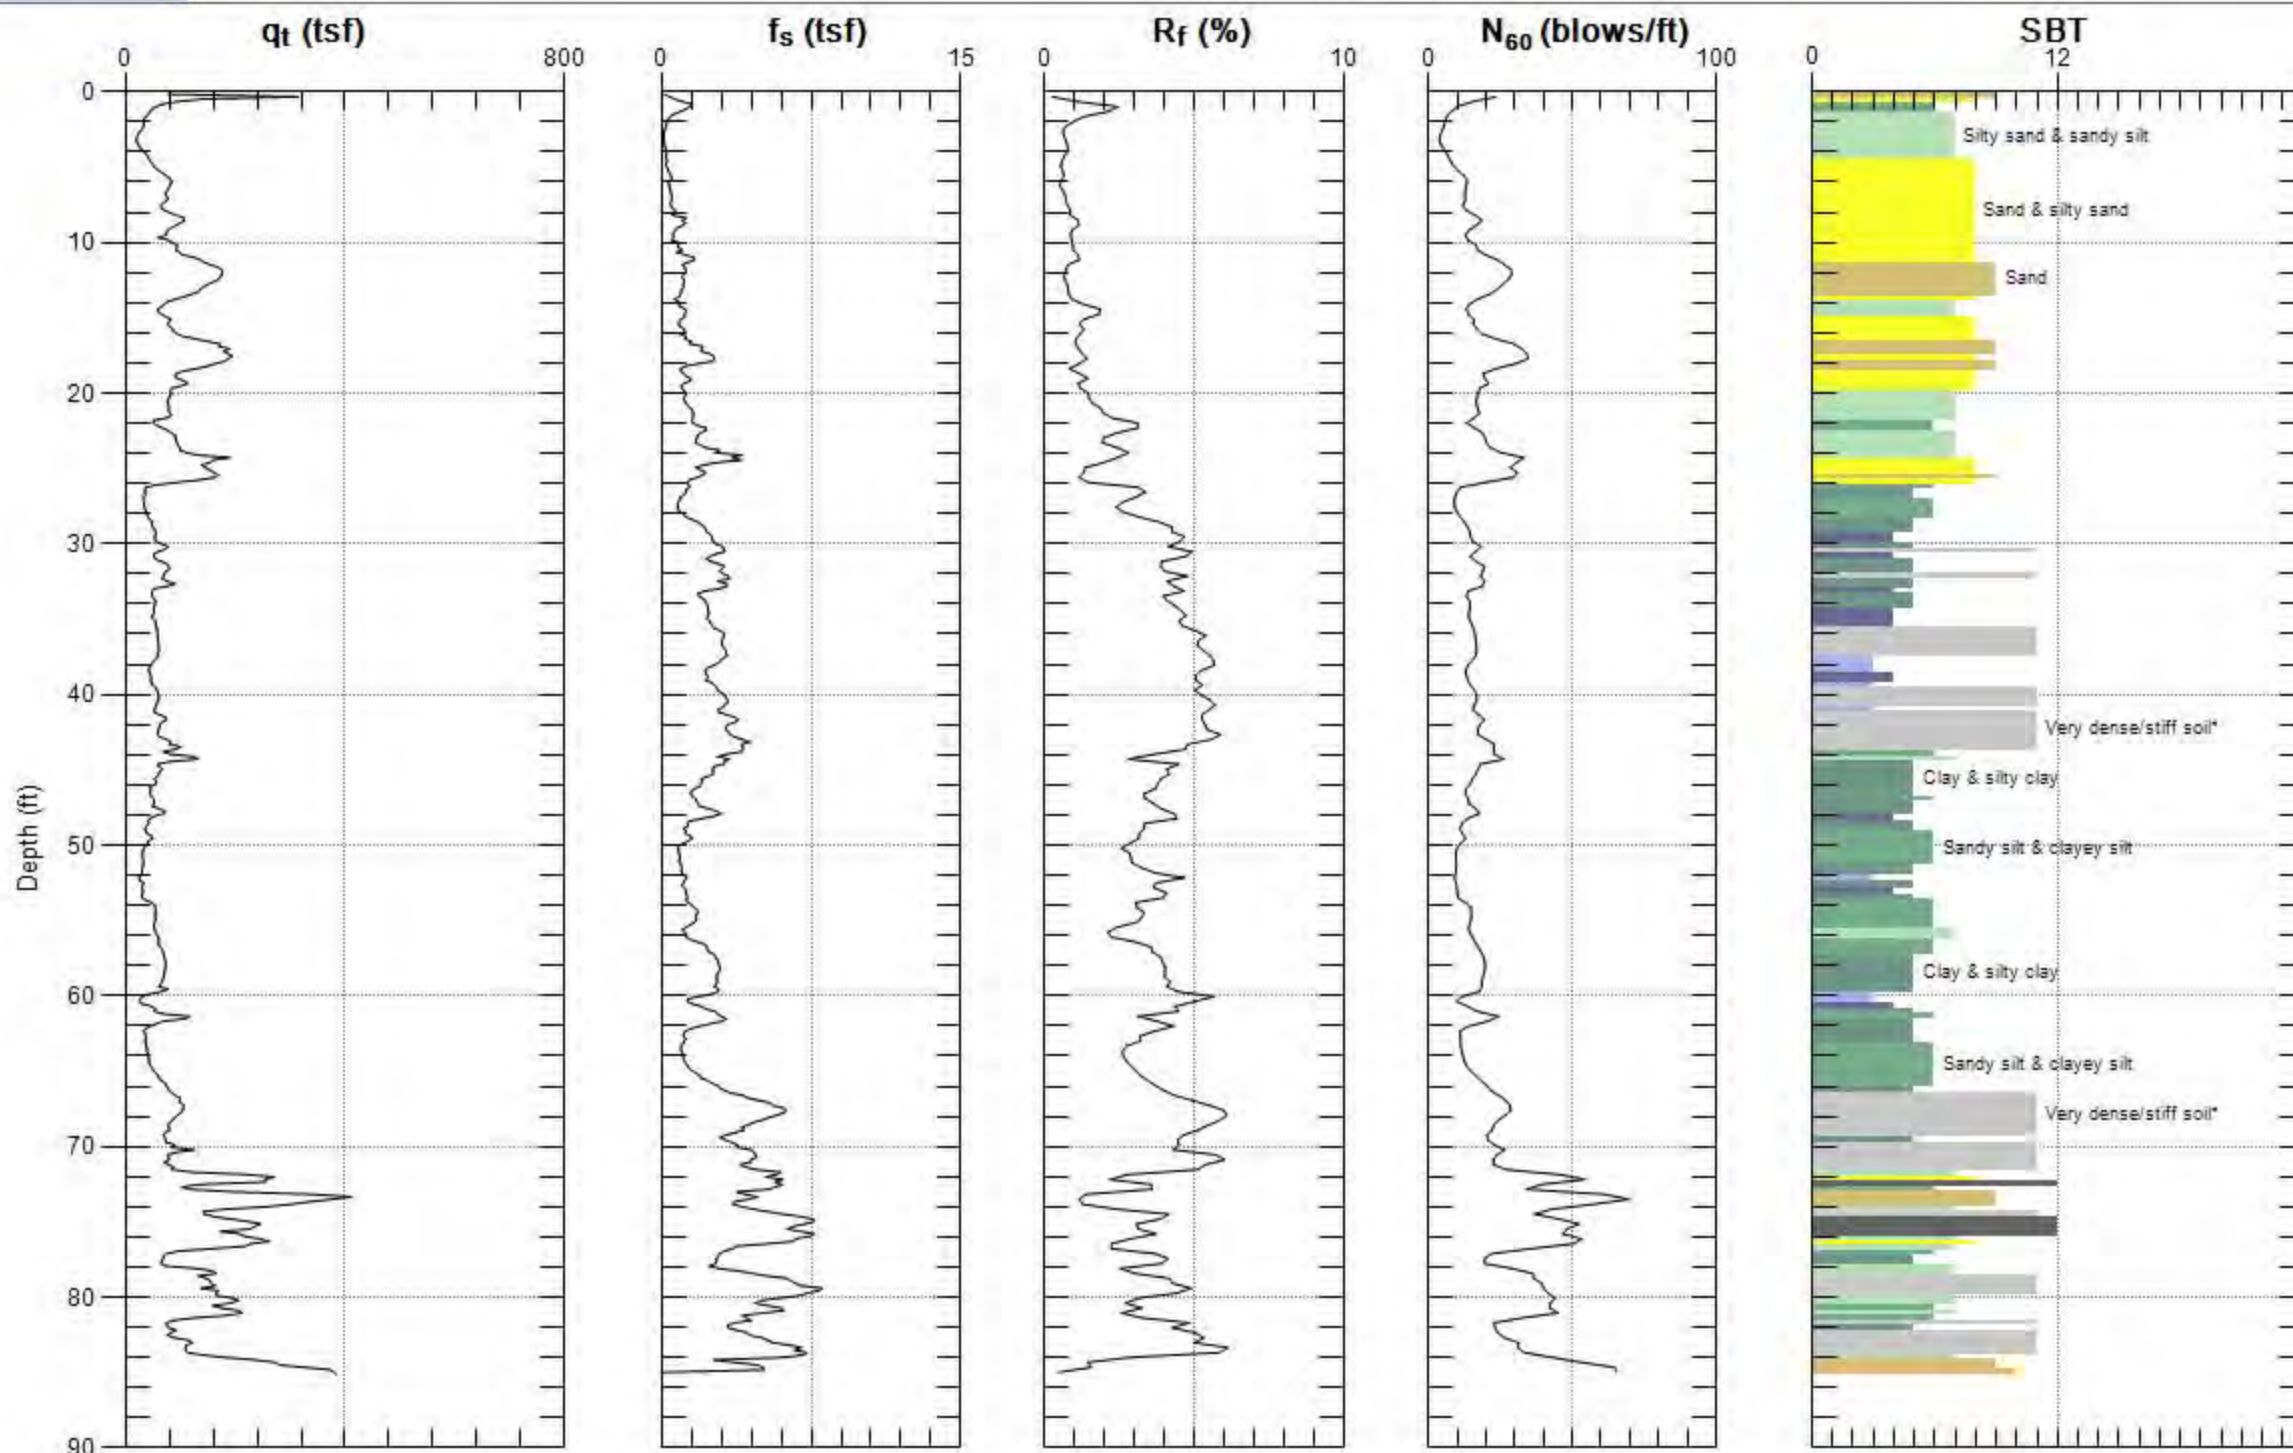 qt (tsf) fs (tsf) Rf (%) N60 (blows/ft) SBT
0 800 0 15 0 10 0 100 0 12
0
Silty sand & sandy silt
Sand & silty sand
10
Sand
20
30
40
Very dense/stiff soil*
Clay & silty clay
Depth (ft)
50
Sandy silt & clayey silt
Clay & silty clay
60
Sandy silt & clayey silt
Very dense/stiff soil*
70
80
90